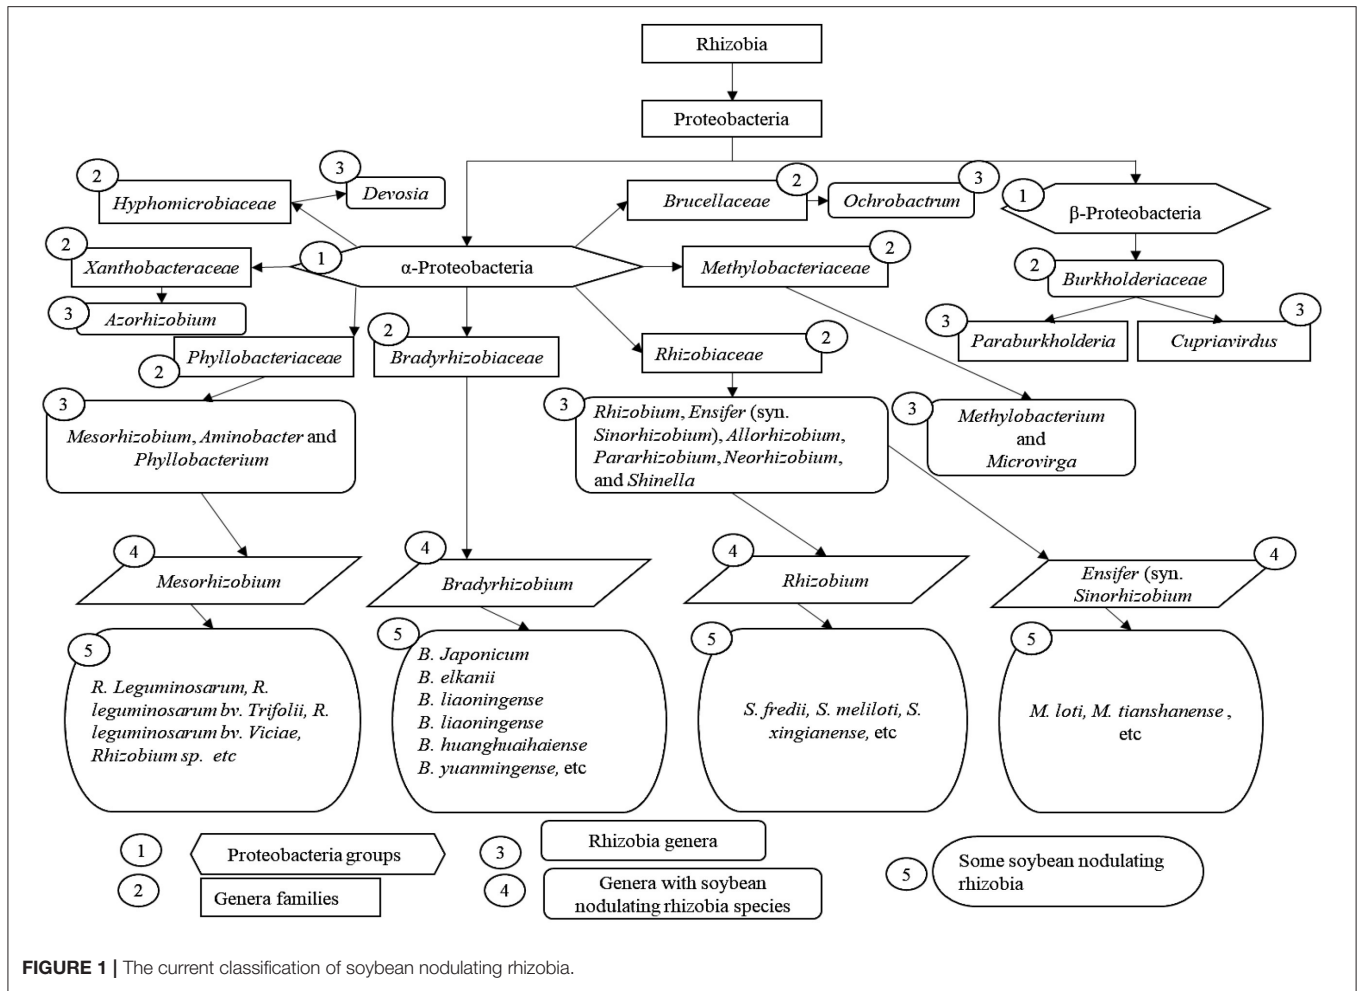 Rhizobia
Proteobacteria
2
Hyphomicrobiaceae
3
Devosia
Brucellaceae
2
Ochrobactrum
3
1
β-Proteobacteria
2
Xanthobacteraceae
1
α-Proteobacteria
Methylobacteriaceae
2
2
Burkholderiaceae
3
Azorhizobium
3
Paraburkholderia
3
Cupriavirdus
Phyllobacteriaceae
2
2
Bradyrhizobiaceae
Rhizobiaceae
2
3
Mesorhizobium, Aminobacter and
Phyllobacterium
3
Rhizobium, Ensifer (syn.
Sinorhizobium), Allorhizobium,
Pararhizobium, Neorhizobium,
and Shinella
3
Methylobacterium
and
Microvirga
4
Mesorhizobium
4
Bradyrhizobium
4
Rhizobium
4
Ensifer (syn.
Sinorhizobium
5
R. Leguminosarum, R.
leguminosarum bv. Trifolii, R.
leguminosarum bv. Viciae,
Rhizobium sp. etc
5
B. Japonicum
B. elkanii
B. liaoningense
B. liaoningense
B. huanghuaihaiense
B. yuanmingense, etc
5
S. fredii, S. meliloti, S.
xingianense, etc
5
M. loti, M. tianshanense ,
etc
1
Proteobacteria groups
2
Genera families
3
Rhizobia genera
4
Genera with soybean
nodulating rhizobia species
5
Some soybean nodulating
rhizobia
FIGURE 1 | The current classification of soybean nodulating rhizobia.